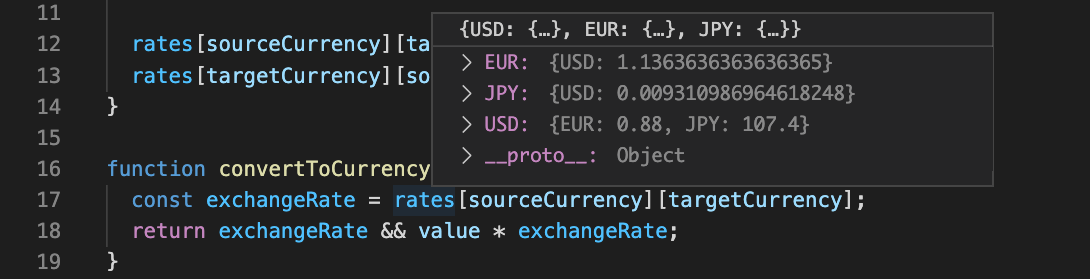 11
12 rates[sourceCurrency][ta
13 rates[targetCurrency][so
14 }
15
16 function convertToCurrency
17 const exchangeRate = rates[sourceCurrency][targetCurrency];
18 return exchangeRate && value * exchangeRate;
19 }
{USD: {…}, EUR: {…}, JPY: {…}}
> EUR: {USD: 1.1363636363636365}
> JPY: {USD: 0.009310986964618248}
> USD: {EUR: 0.88, JPY: 107.4}
> __proto__: Object